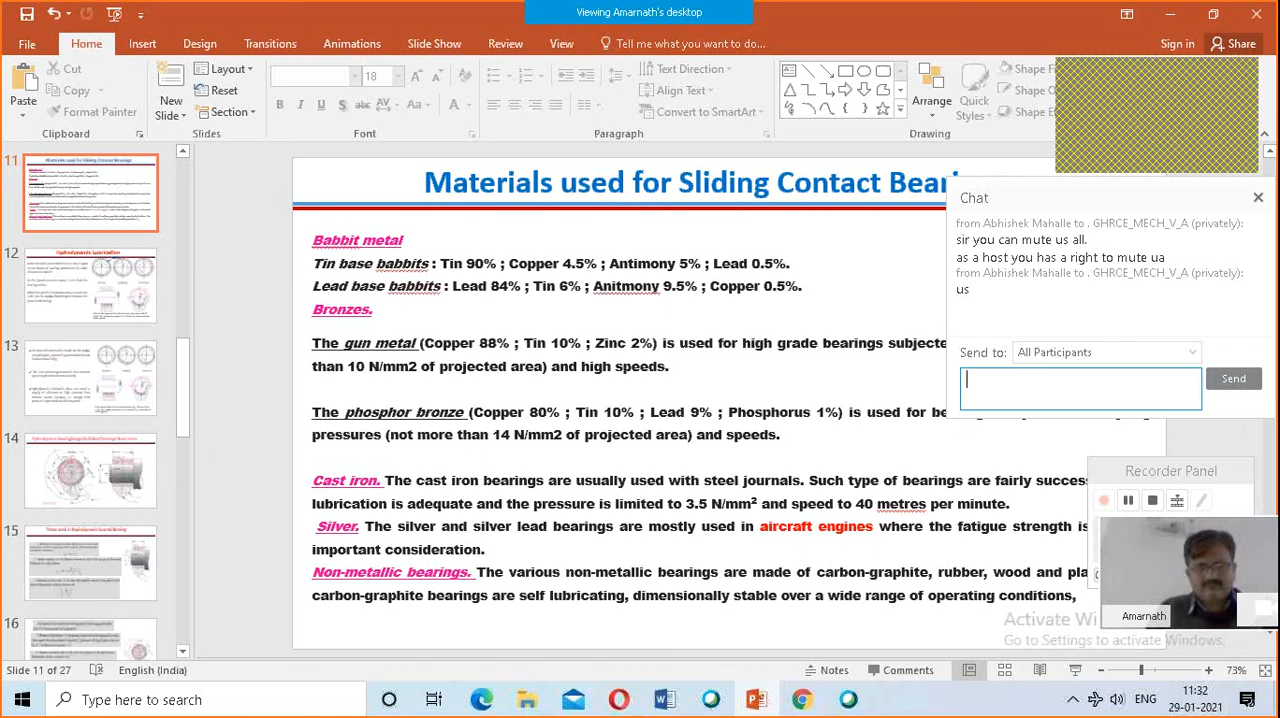 Viewing Amarnath's desktop
File Home Insert Design Transitions Animations Slide Show Review View Tell me what you want to do... Sign in Share
Cut
Copy
Format Painter
Paste
Clipboard
New Slide
Layout
Reset
Section
Slides
18
B I U S abc AV Aa A
Font
Text Direction
Align Text
Convert to SmartArt
Paragraph
Arrange
Quick Styles
Shape
Shape
Shape
Drawing
11
12
Hydrodynamic Lubrication
13
14
15
16
Materials used for Sliding Contact Beari
Babbit metal
Tin base babbits : Tin 90% ; Copper 4.5% ; Antimony 5% ; Lead 0.5%.
Lead base babbits : Lead 84% ; Tin 6% ; Anitmony 9.5% ; Copper 0.5%.
Bronzes.
The gun metal (Copper 88% ; Tin 10% ; Zinc 2%) is used for high grade bearings subjecte
than 10 N/mm2 of projected area) and high speeds.
The phosphor bronze (Copper 80% ; Tin 10% ; Lead 9% ; Phosphorus 1%) is used for be
pressures (not more than 14 N/mm2 of projected area) and speeds.
Cast iron. The cast iron bearings are usually used with steel journals. Such type of bearings are fairly succes
lubrication is adequate and the pressure is limited to 3.5 N/mm² and speed to 40 metres per minute.
Silver. The silver and silver lead bearings are mostly used in aircraft engines where the fatigue strength is
important consideration.
Non-metallic bearings. The various non-metallic bearings are made of carbon-graphite, rubber, wood and pla
carbon-graphite bearings are self lubricating, dimensionally stable over a wide range of operating conditions,
Chat
from Abhishek Mahalle to . GHRCE_MECH_V_A (privately):
sir you can mute us all.
as a host you has a right to mute ua
from Abhishek Mahalle to . GHRCE_MECH_V_A (privately):
us
Send to: All Participants
Send
Recorder Panel
Amarnath
Activate Wi
Go to Settings to activate Windows.
Slide 11 of 27 English (India) Notes Comments 73%
Type here to search
ENG
11:32
29-01-2021